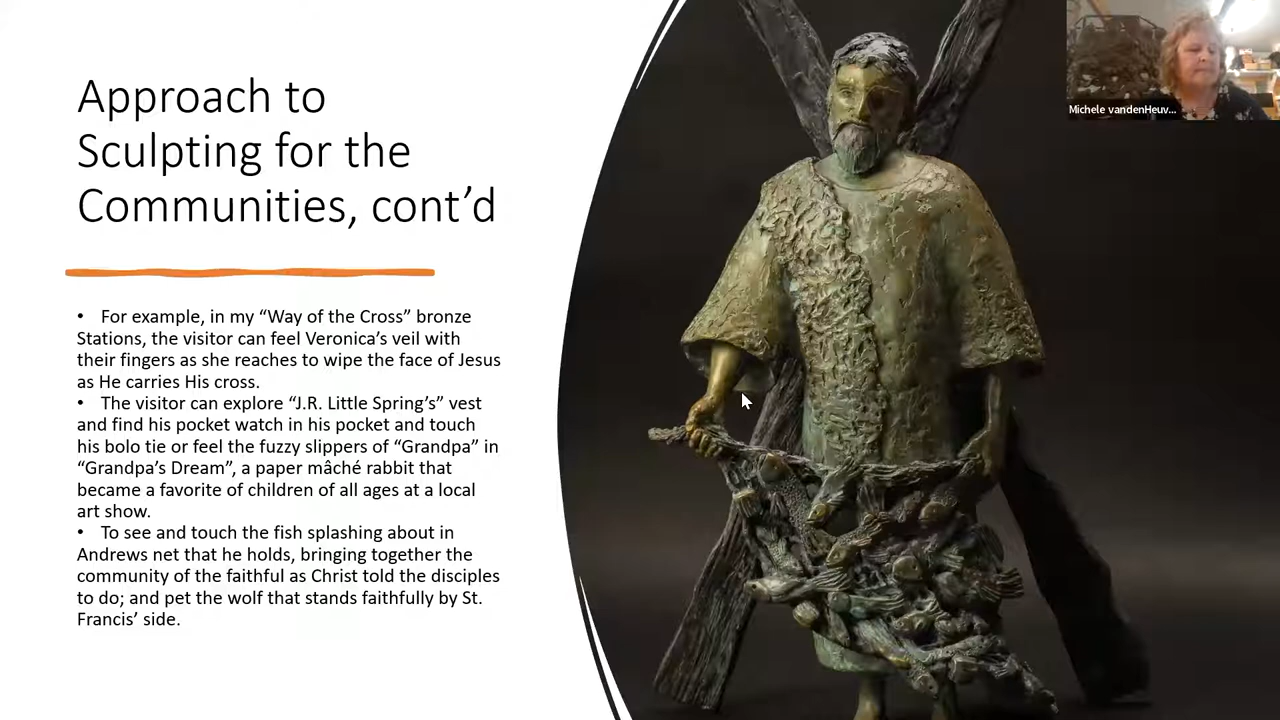 Approach to
Sculpting for the
Communities, cont’d
• For example, in my “Way of the Cross” bronze
Stations, the visitor can feel Veronica’s veil with
their fingers as she reaches to wipe the face of Jesus
as He carries His cross.
• The visitor can explore “J.R. Little Spring’s” vest
and find his pocket watch in his pocket and touch
his bolo tie or feel the fuzzy slippers of “Grandpa” in
“Grandpa’s Dream”, a paper mâché rabbit that
became a favorite of children of all ages at a local
art show.
• To see and touch the fish splashing about in
Andrews net that he holds, bringing together the
community of the faithful as Christ told the disciples
to do; and pet the wolf that stands faithfully by St.
Francis’ side.
Michele vandenHeuv...